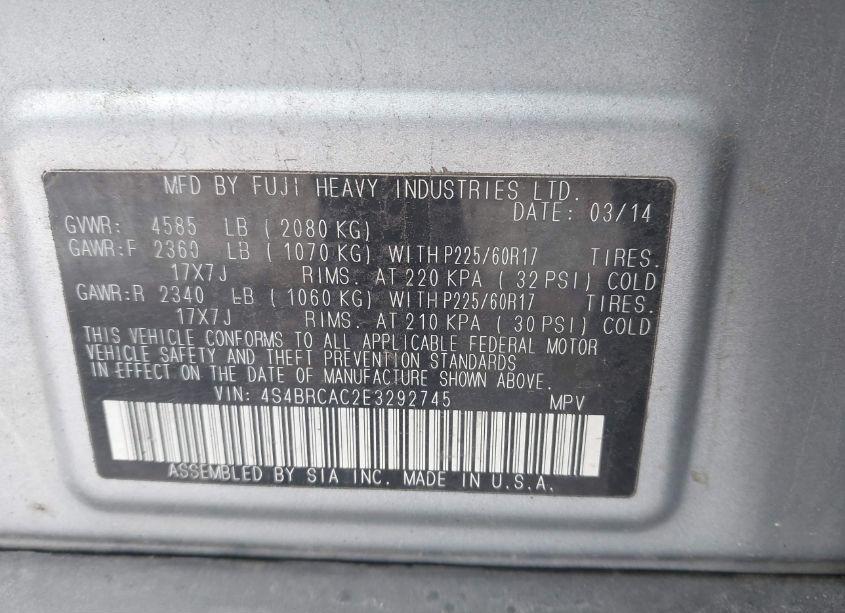 MFD BY FUJI HEAVY INDUSTRIES LTD.
DATE: 03/14
GVWR: 4585 LB (2080 KG)
GAWR:F 2360 LB (1070 KG) WITH P225/60R17 TIRES.
17X7J RIMS. AT 220 KPA (32 PSI) COLD
GAWR:R 2340 LB (1060 KG) WITH P225/60R17 TIRES.
17X7J RIMS. AT 210 KPA (30 PSI) COLD
THIS VEHICLE CONFORMS TO ALL APPLICABLE FEDERAL MOTOR
VEHICLE SAFETY AND THEFT PREVENTION STANDARDS
IN EFFECT ON THE DATE OF MANUFACTURE SHOWN ABOVE.
VIN: 4S4BRCAC2E3292745 MPV
ASSEMBLED BY SIA INC. MADE IN U.S.A.